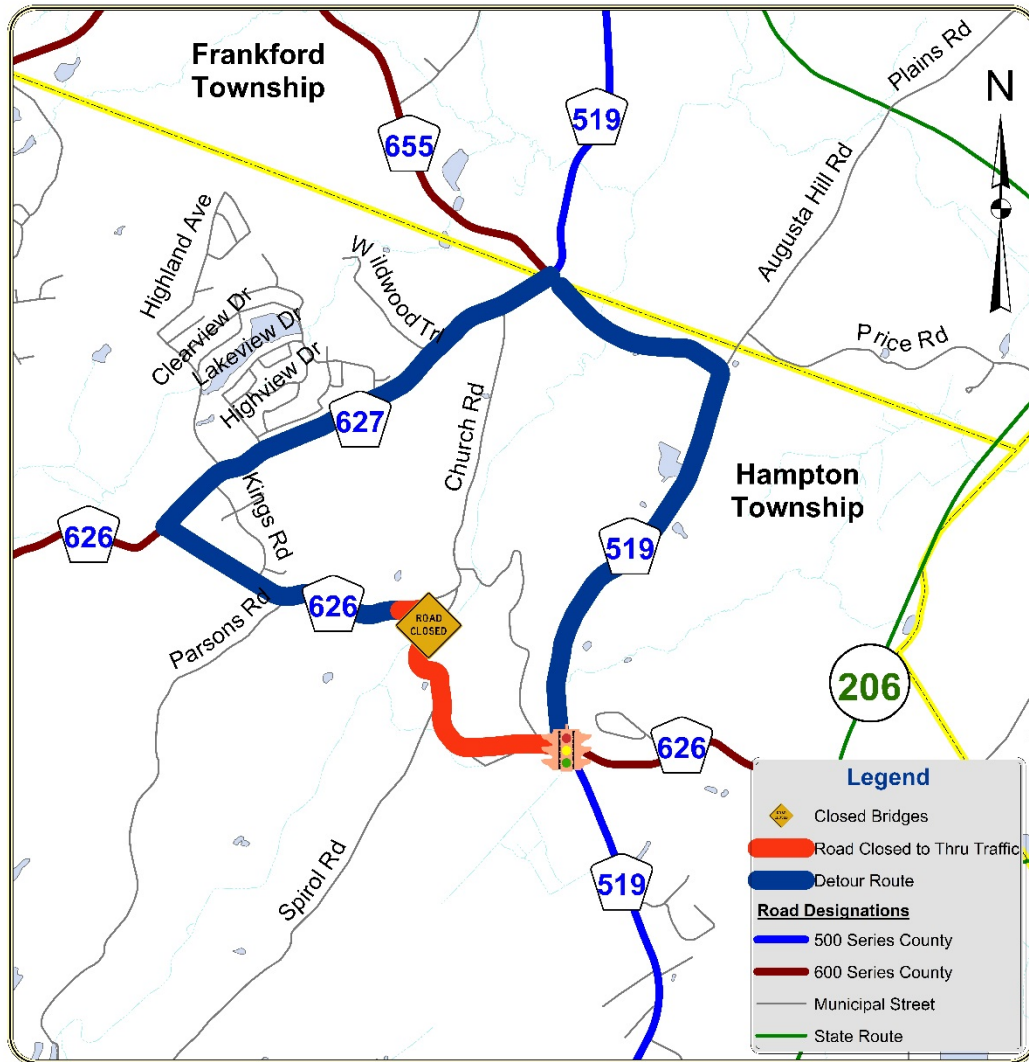 Frankford
Township
Plains Rd
N
519
655
Augusta Hill Rd
Highland Ave
Wildwood Trl
Clearview Dr
Lakeview Dr
Highview Dr
Price Rd
627
Church Rd
Hampton
Township
626
Kings Rd
519
626
Parsons Rd
ROAD
CLOSED
206
626
Spirol Rd
519
Legend
Closed Bridges
Road Closed to Thru Traffic
Detour Route
Road Designations
500 Series County
600 Series County
Municipal Street
State Route